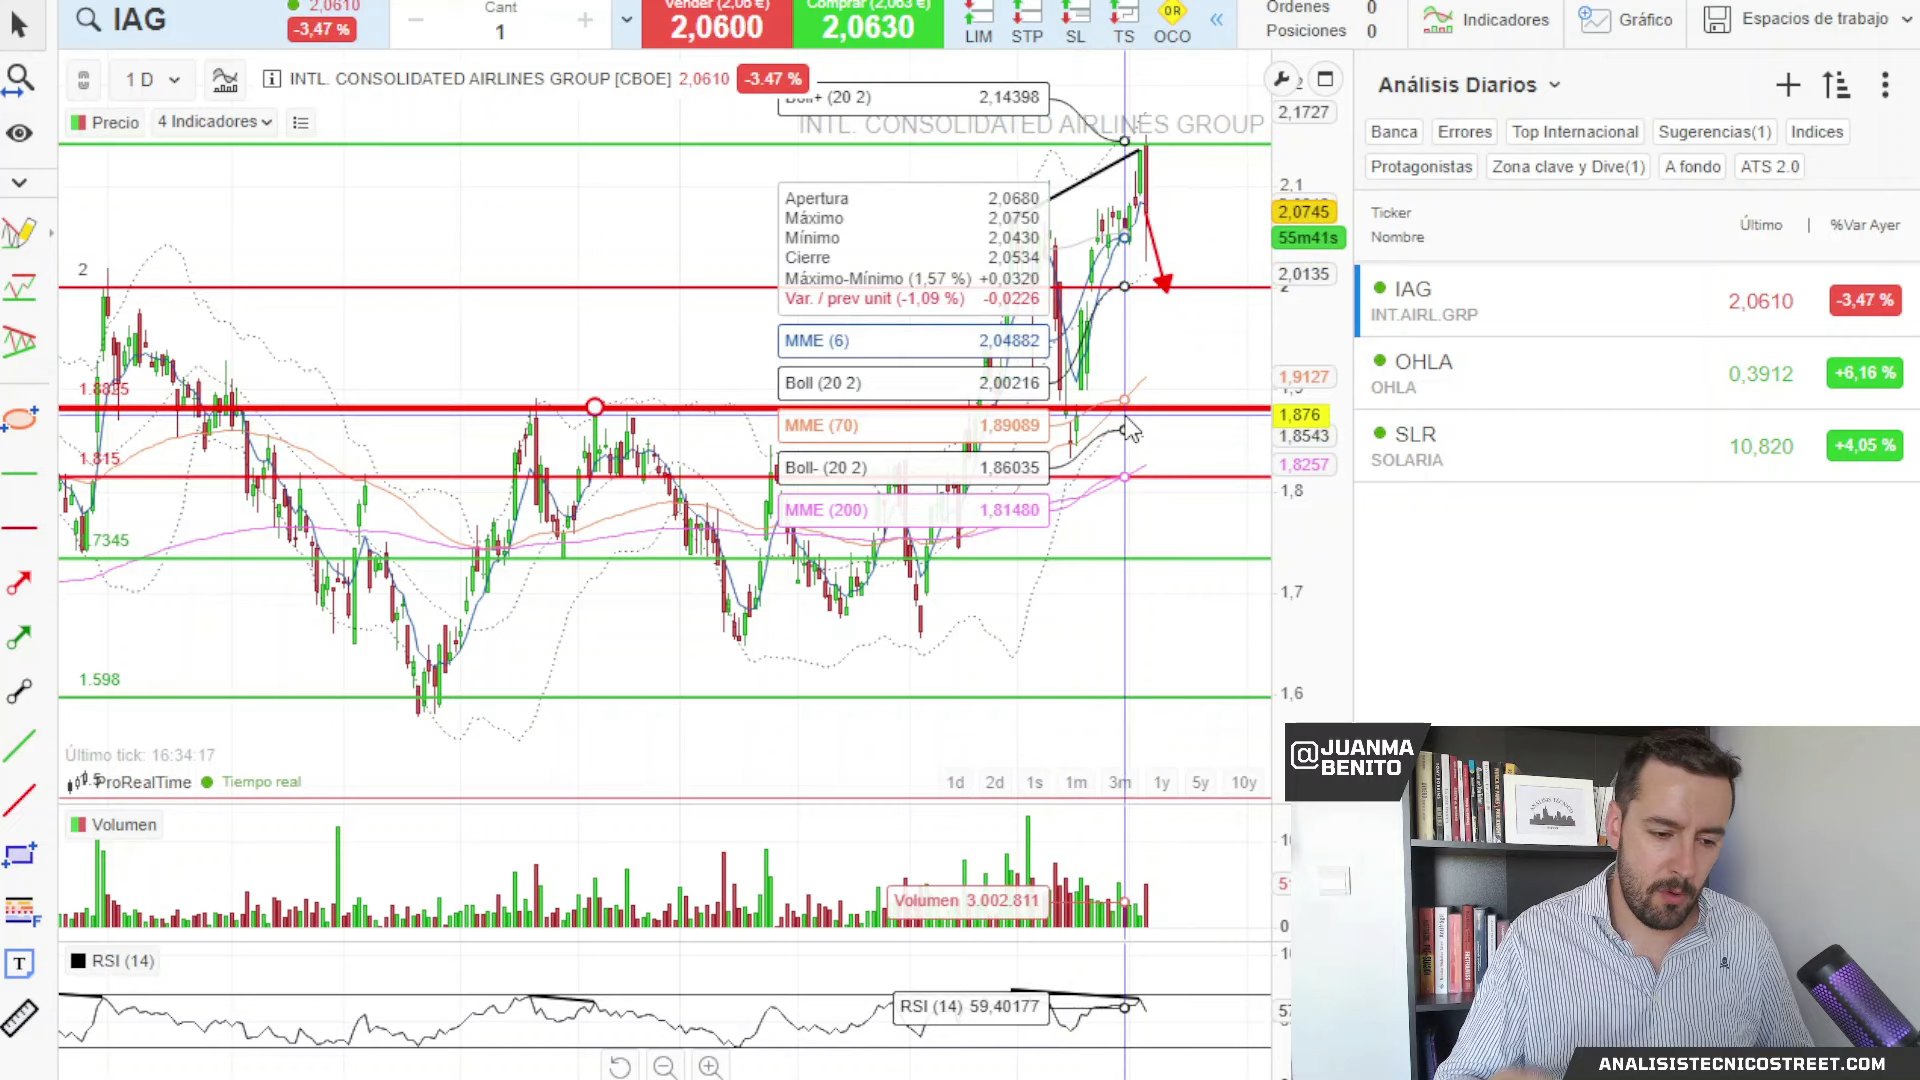 IAG
2,0610
-3,47 %
Cant
1
Vender (2,06 €)
2,0600
Comprar (2,063 €)
2,0630
LIM
STP
SL
TS
OR
OCO
Ordenes 0
Posiciones 0
Indicadores
Gráfico
Espacios de trabajo
1 D
INTL. CONSOLIDATED AIRLINES GROUP [CBOE] 2,0610 -3.47 %
Precio
4 Indicadores
Boll+ (20 2) 2,14398
INTL. CONSOLIDATED AIRLINES GROUP
Apertura 2,0680
Máximo 2,0750
Mínimo 2,0430
Cierre 2,0534
Máximo-Mínimo (1,57 %) +0,0320
Var. / prev unit (-1,09 %) -0,0226
MME (6) 2,04882
Boll (20 2) 2,00216
MME (70) 1,89089
Boll- (20 2) 1,86035
MME (200) 1,81480
2
1.8825
1.815
7345
1.598
2,1727
2,1
2,0745
55m41s
2,0135
2
1,9127
1,876
1,8543
1,8257
1,8
1,7
1,6
Último tick: 16:34:17
ProRealTime
Tiempo real
1d 2d 1s 1m 3m 1y 5y 10y
Volumen
Volumen 3.002.811
0
RSI (14)
RSI (14) 59,40177
T
F
Análisis Diarios
Banca
Errores
Top Internacional
Sugerencias(1)
Indices
Protagonistas
Zona clave y Dive(1)
A fondo
ATS 2.0
Ticker
Nombre
Último
%Var Ayer
IAG
INT.AIRL.GRP
2,0610
-3,47 %
OHLA
OHLA
0,3912
+6,16 %
SLR
SOLARIA
10,820
+4,05 %
@JUANMA
BENITO
ANALISISTECNICOSTREET.COM